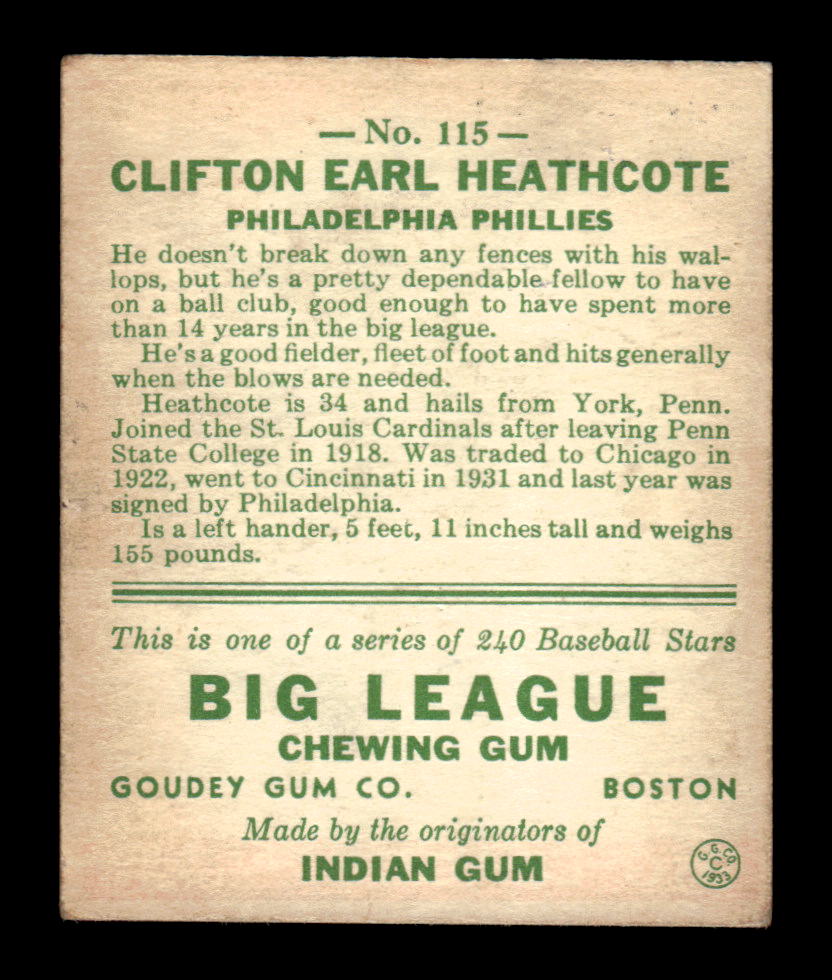 — No. 115 —
CLIFTON EARL HEATHCOTE
PHILADELPHIA PHILLIES
He doesn't break down any fences with his wal-
lops, but he's a pretty dependable fellow to have
on a ball club, good enough to have spent more
than 14 years in the big league.
He's a good fielder, fleet of foot and hits generally
when the blows are needed.
Heathcote is 34 and hails from York, Penn.
Joined the St. Louis Cardinals after leaving Penn
State College in 1918. Was traded to Chicago in
1922, went to Cincinnati in 1931 and last year was
signed by Philadelphia.
Is a left hander, 5 feet, 11 inches tall and weighs
155 pounds.
This is one of a series of 240 Baseball Stars
BIG LEAGUE
CHEWING GUM
GOUDEY GUM CO. BOSTON
Made by the originators of
INDIAN GUM
G. G. CO.
C
1933